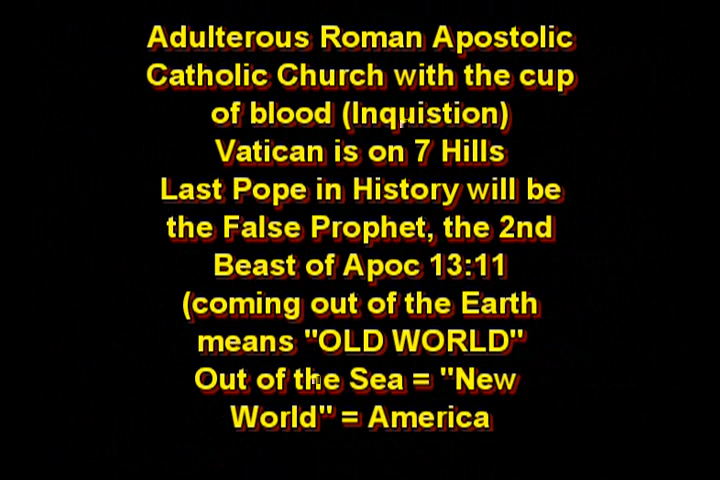 Adulterous Roman Apostolic
Catholic Church with the cup
of blood (Inquistion)
Vatican is on 7 Hills
Last Pope in History will be
the False Prophet, the 2nd
Beast of Apoc 13:11
(coming out of the Earth
means "OLD WORLD"
Out of the Sea = "New
World" = America